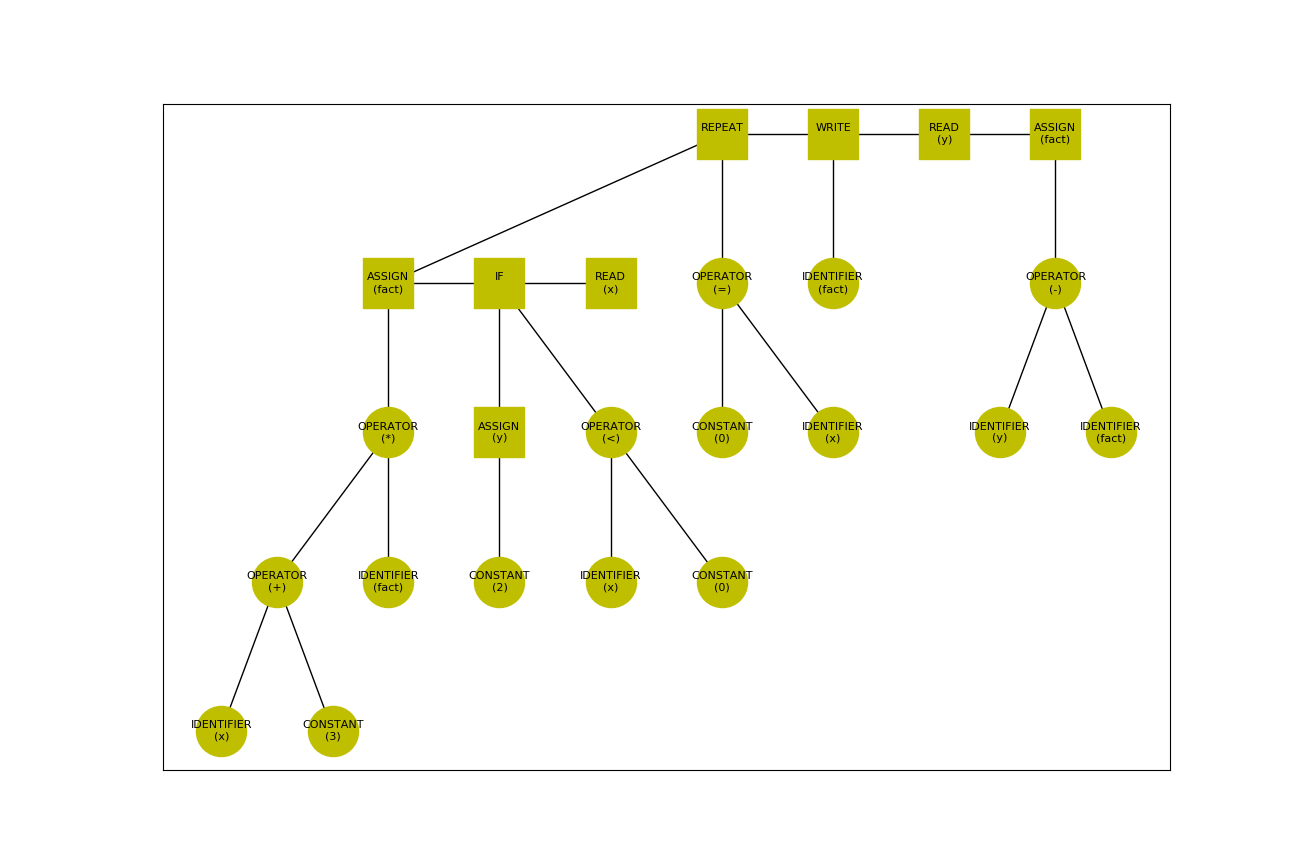 REPEAT
WRITE
READ
(y)
ASSIGN
(fact)
ASSIGN
(fact)
IF
READ
(x)
OPERATOR
(=)
IDENTIFIER
(fact)
OPERATOR
(-)
OPERATOR
(*)
ASSIGN
(y)
OPERATOR
(<)
CONSTANT
(0)
IDENTIFIER
(x)
IDENTIFIER
(y)
IDENTIFIER
(fact)
OPERATOR
(+)
IDENTIFIER
(fact)
CONSTANT
(2)
IDENTIFIER
(x)
CONSTANT
(0)
IDENTIFIER
(x)
CONSTANT
(3)